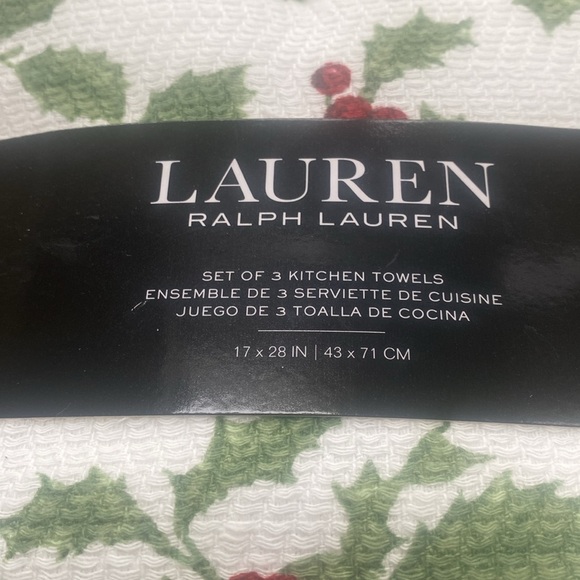 LAUREN
RALPH LAUREN
SET OF 3 KITCHEN TOWELS
ENSEMBLE DE 3 SERVIETTE DE CUISINE
JUEGO DE 3 TOALLA DE COCINA
17 x 28 IN | 43 x 71 CM